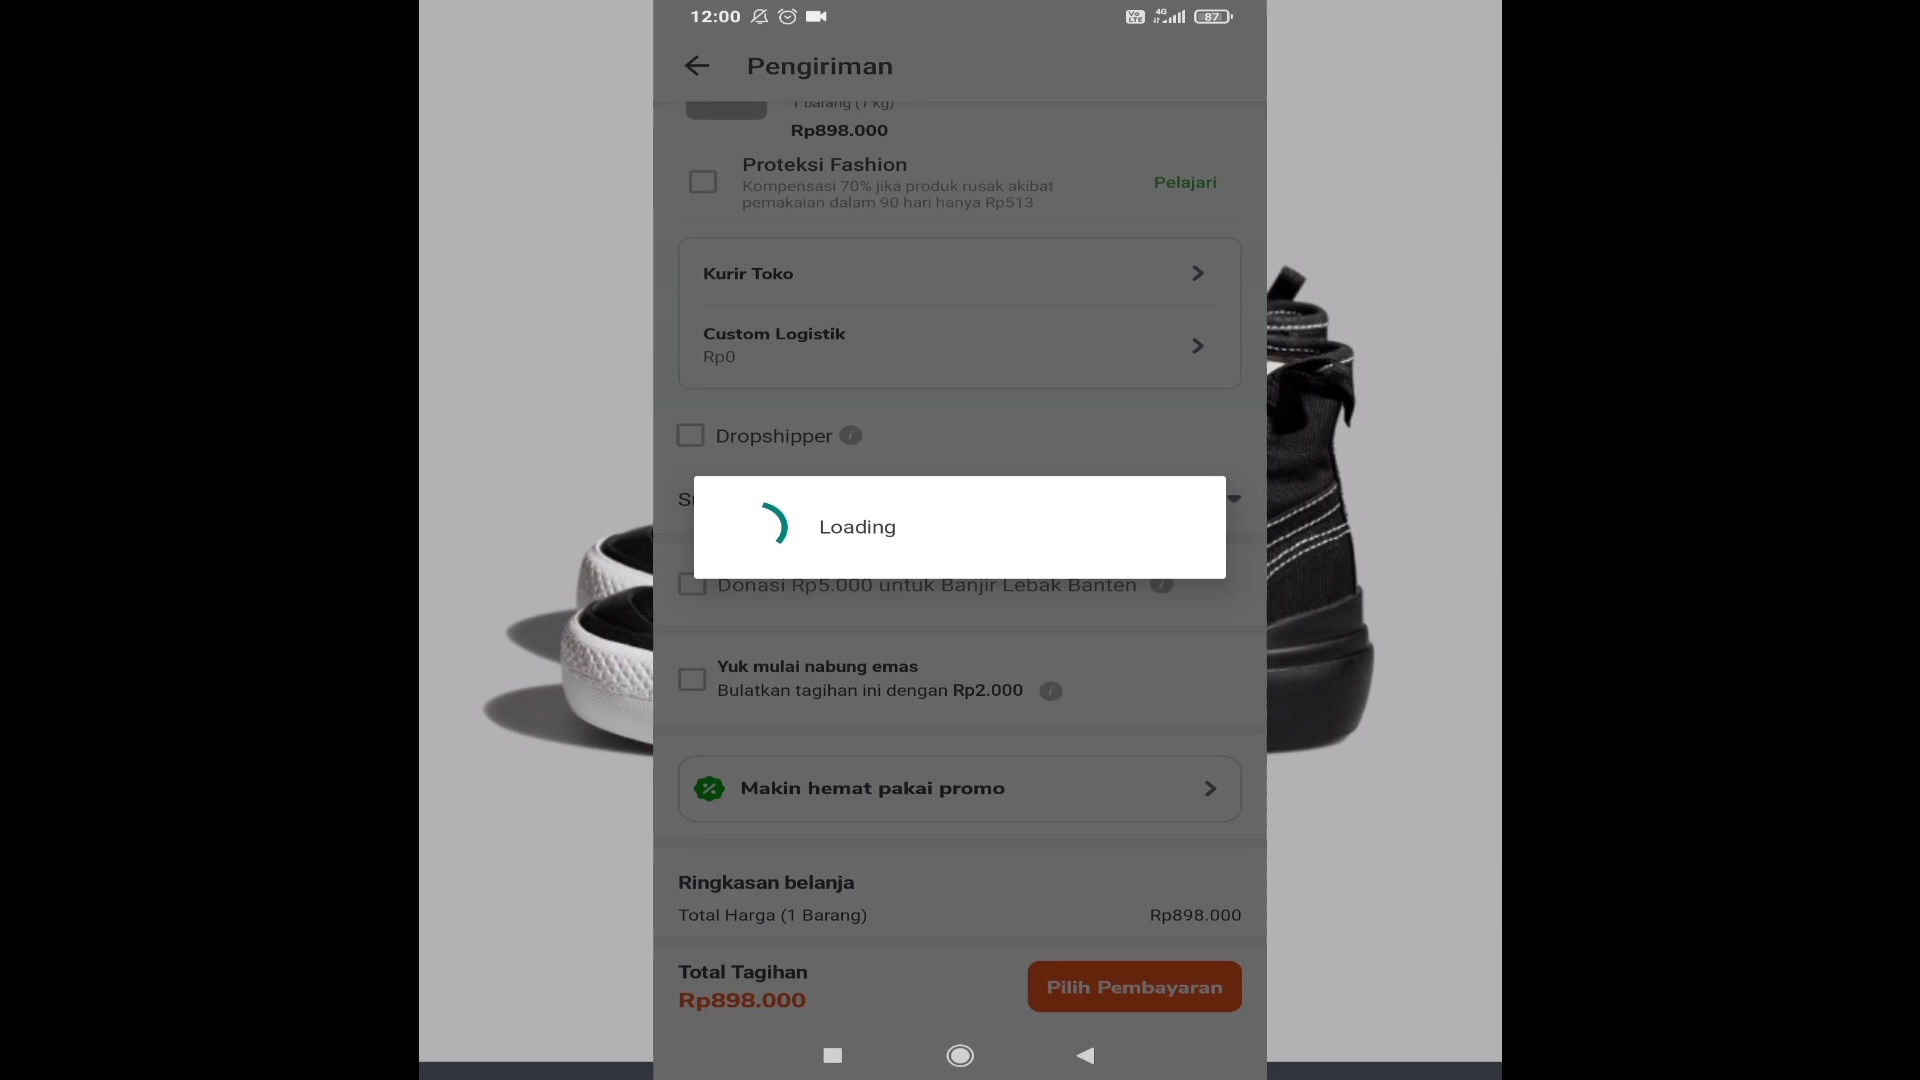 12:00
Vo LTE 4G 87
Pengiriman
1 barang (1 kg)
Rp898.000
Proteksi Fashion
Kompensasi 70% jika produk rusak akibat
pemakaian dalam 90 hari hanya Rp513
Pelajari
Kurir Toko
Custom Logistik
Rp0
Dropshipper
Loading
Donasi Rp5.000 untuk Banjir Lebak Banten
Yuk mulai nabung emas
Bulatkan tagihan ini dengan Rp2.000
Makin hemat pakai promo
Ringkasan belanja
Total Harga (1 Barang) Rp898.000
Total Tagihan
Rp898.000
Pilih Pembayaran